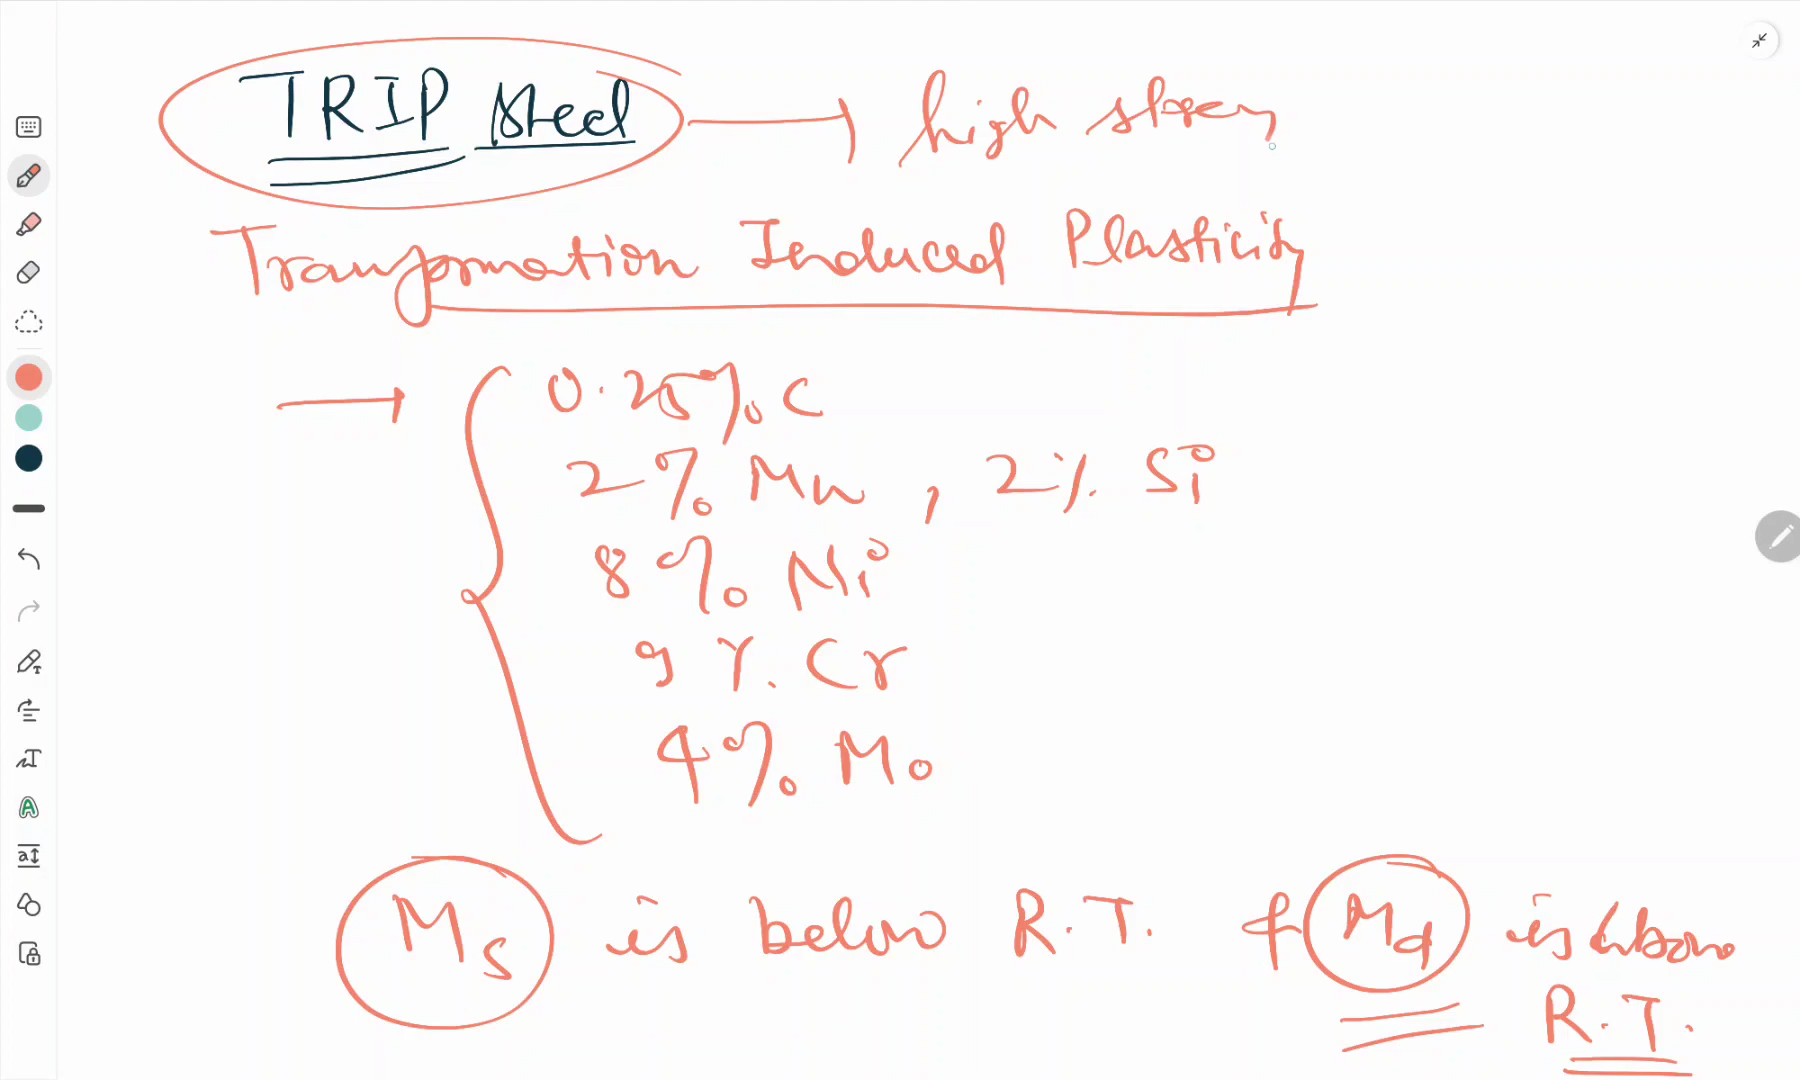 TRIP steel → high stren
Transformation Induced Plasticity
→ { 0.25% C
2% Mn, 2% Si
8% Ni
9 %. Cr
4% Mo
Ms is below R.T. & Md is above
R.T.